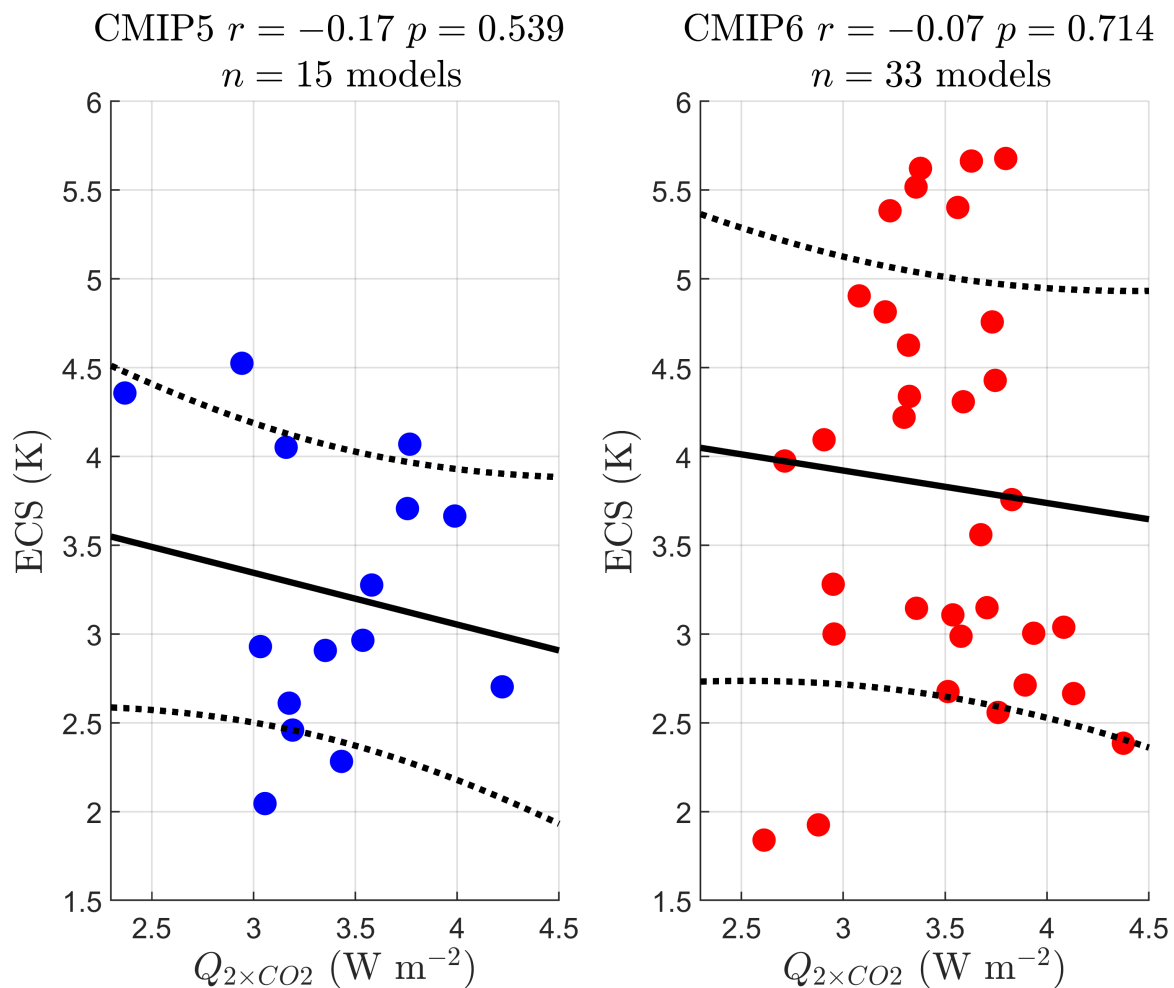 CMIP5 r = −0.17 p = 0.539
n = 15 models
6
5.5
5
4.5
4
3.5
3
2.5
2
1.5
ECS (K)
2.5 3 3.5 4 4.5
Q2×CO2 (W m−2)
CMIP6 r = −0.07 p = 0.714
n = 33 models
6
5.5
5
4.5
4
3.5
3
2.5
2
1.5
ECS (K)
2.5 3 3.5 4 4.5
Q2×CO2 (W m−2)